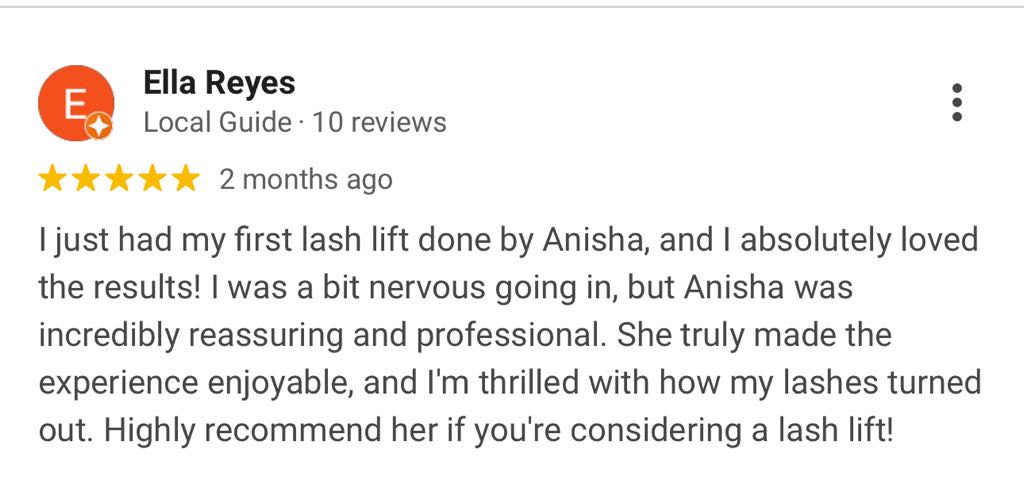 E
Ella Reyes
Local Guide · 10 reviews
2 months ago
I just had my first lash lift done by Anisha, and I absolutely loved
the results! I was a bit nervous going in, but Anisha was
incredibly reassuring and professional. She truly made the
experience enjoyable, and I'm thrilled with how my lashes turned
out. Highly recommend her if you're considering a lash lift!